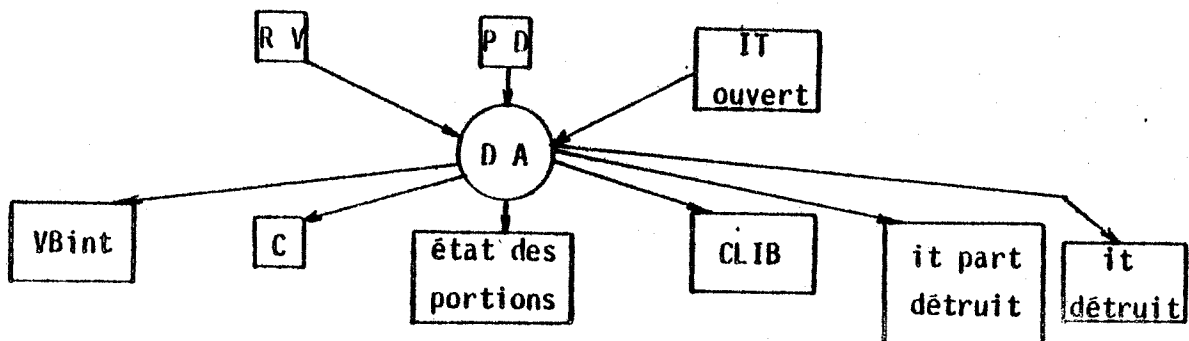 R V
P D
IT
ouvert
D A
VBint
C
état des
portions
CLIB
it part
détruit
it
détruit